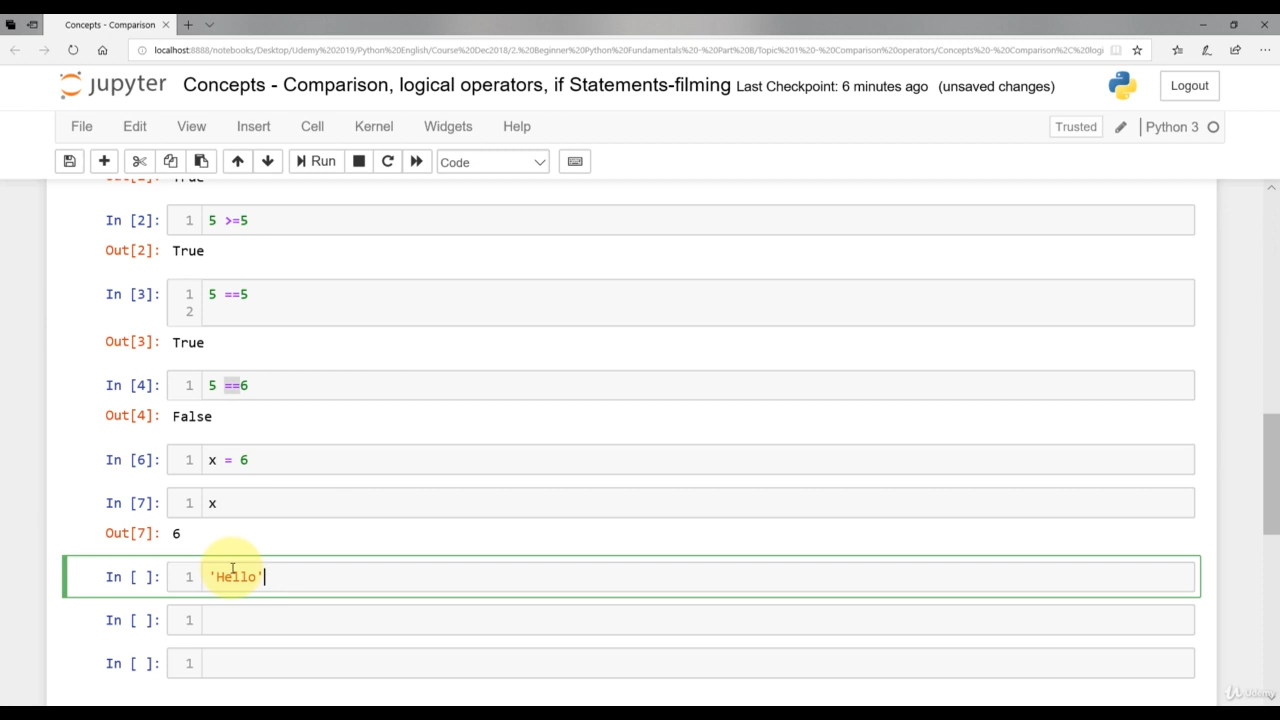 Concepts - Comparison
localhost:8888/notebooks/Desktop/Udemy%202019/Python%20English/Course%20Dec2018/2.%20Beginner%20Python%20Fundamentals%20-%20Part%20B/Topic%201%20-%20Comparison%20operators/Concepts%20-%20Comparison%2C%20logi
jupyter Concepts - Comparison, logical operators, if Statements-filming Last Checkpoint: 6 minutes ago (unsaved changes) Logout
File Edit View Insert Cell Kernel Widgets Help Trusted Python 3
Run Code
True
In [2]: 1 5 >=5
Out[2]: True
In [3]: 1 5 ==5
2
Out[3]: True
In [4]: 1 5 ==6
Out[4]: False
In [6]: 1 x = 6
In [7]: 1 x
Out[7]: 6
In [ ]: 1 'Hello'
In [ ]: 1
In [ ]: 1
Udemy